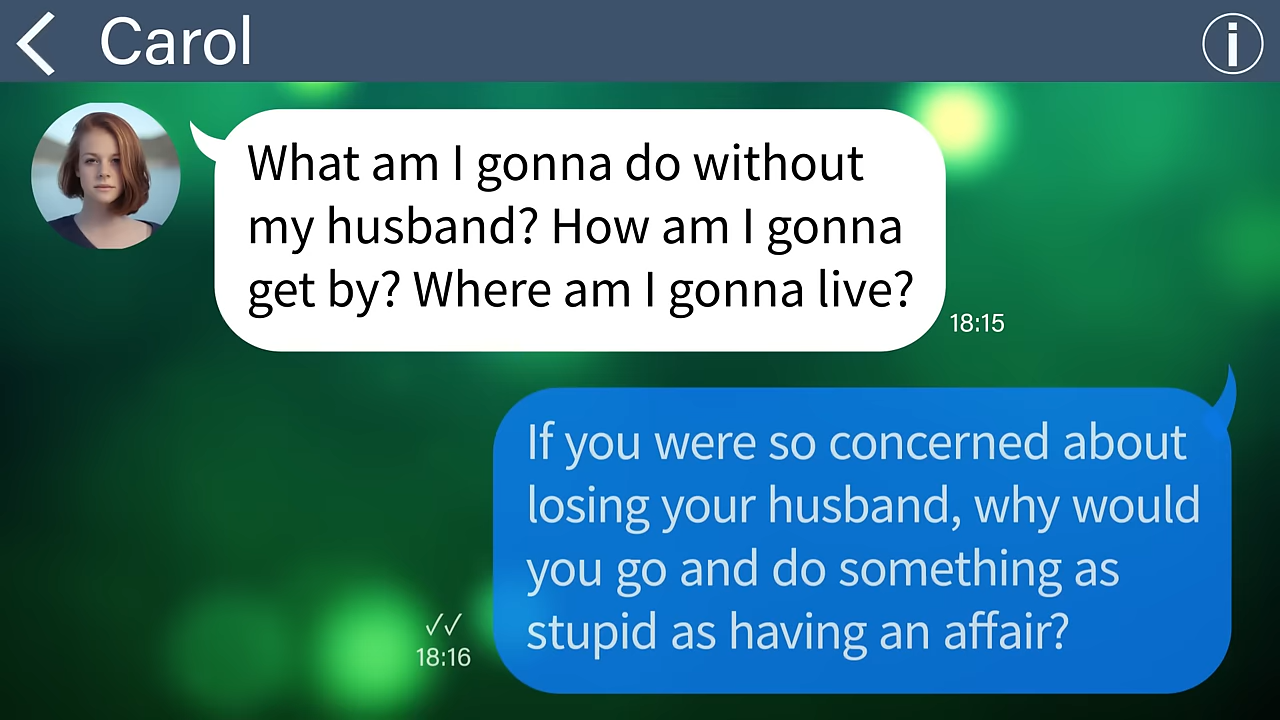 Carol
What am I gonna do without
my husband? How am I gonna
get by? Where am I gonna live?
18:15
If you were so concerned about
losing your husband, why would
you go and do something as
stupid as having an affair?
18:16